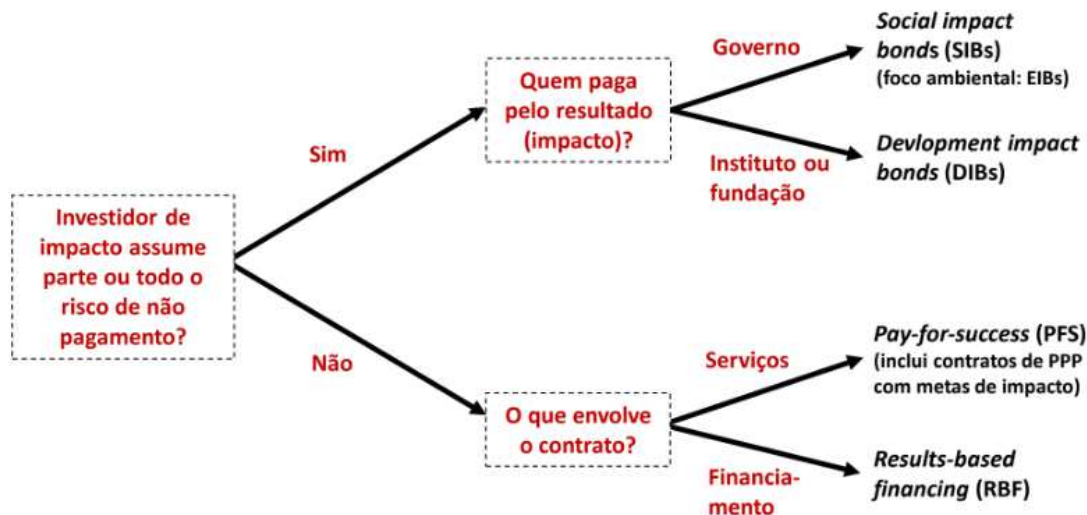 Investidor de
impacto assume
parte ou todo o
risco de não
pagamento?
Sim
Não
Quem paga
pelo resultado
(impacto)?
Governo
Instituto ou
fundação
Social impact
bonds (SIBs)
(foco ambiental: EIBs)
Devlopment impact
bonds (DIBs)
O que envolve
o contrato?
Serviços
Financia-
mento
Pay-for-success (PFS)
(inclui contratos de PPP
com metas de impacto)
Results-based
financing (RBF)